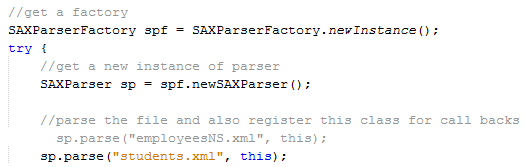 //get a factory
SAXParserFactory spf = SAXParserFactory.newInstance();
try {
//get a new instance of parser
SAXParser sp = spf.newSAXParser();
//parse the file and also register this class for call backs
sp.parse("employeesNS.xml", this);
sp.parse("students.xml", this);